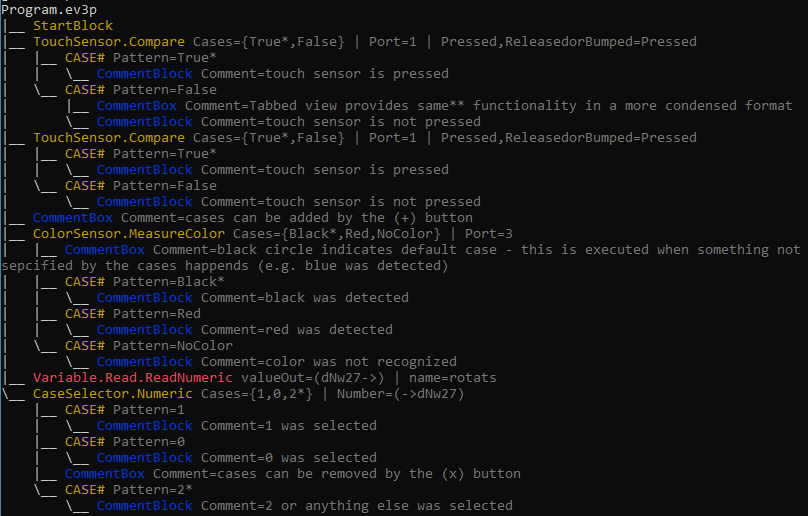 Program.ev3p
|__ StartBlock
|__ TouchSensor.Compare Cases={True*,False} | Port=1 | Pressed,ReleasedorBumped=Pressed
|   |__ CASE# Pattern=True*
|   |   \__ CommentBlock Comment=touch sensor is pressed
|   \__ CASE# Pattern=False
|       |__ CommentBox Comment=Tabbed view provides same** functionality in a more condensed format
|       \__ CommentBlock Comment=touch sensor is not pressed
|__ TouchSensor.Compare Cases={True*,False} | Port=1 | Pressed,ReleasedorBumped=Pressed
|   |__ CASE# Pattern=True*
|   |   \__ CommentBlock Comment=touch sensor is pressed
|   \__ CASE# Pattern=False
|       \__ CommentBlock Comment=touch sensor is not pressed
|__ CommentBox Comment=cases can be added by the (+) button
|__ ColorSensor.MeasureColor Cases={Black*,Red,NoColor} | Port=3
|   |__ CommentBox Comment=black circle indicates default case - this is executed when something not
sepcified by the cases happends (e.g. blue was detected)
|   |__ CASE# Pattern=Black*
|   |   \__ CommentBlock Comment=black was detected
|   |__ CASE# Pattern=Red
|   |   \__ CommentBlock Comment=red was detected
|   \__ CASE# Pattern=NoColor
|       \__ CommentBlock Comment=color was not recognized
|__ Variable.Read.ReadNumeric valueOut=(dNw27->) | name=rotats
\__ CaseSelector.Numeric Cases={1,0,2*} | Number=(->dNw27)
    |__ CASE# Pattern=1
    |   \__ CommentBlock Comment=1 was selected
    |__ CASE# Pattern=0
    |   \__ CommentBlock Comment=0 was selected
    |__ CommentBox Comment=cases can be removed by the (x) button
    \__ CASE# Pattern=2*
        \__ CommentBlock Comment=2 or anything else was selected